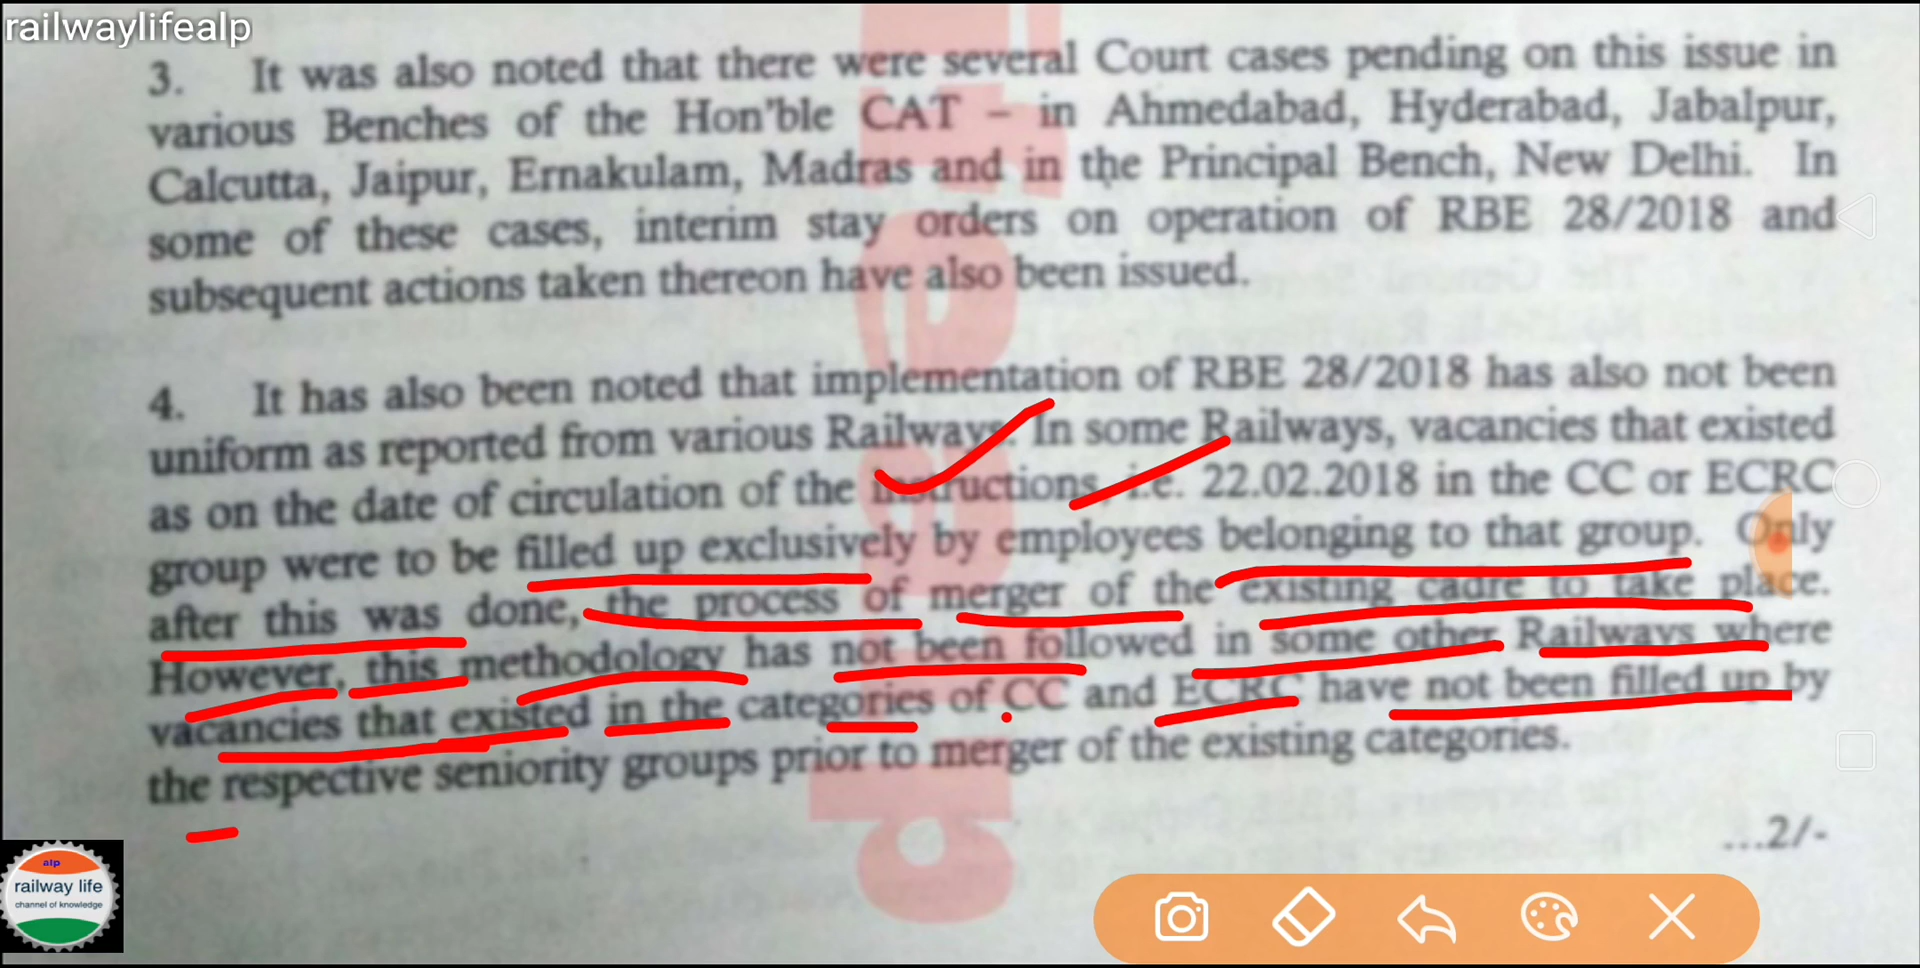 railwaylifealp
3. It was also noted that there were several Court cases pending on this issue in
various Benches of the Hon'ble CAT – in Ahmedabad, Hyderabad, Jabalpur,
Calcutta, Jaipur, Ernakulam, Madras and in the Principal Bench, New Delhi. In
some of these cases, interim stay orders on operation of RBE 28/2018 and
subsequent actions taken thereon have also been issued.
4. It has also been noted that implementation of RBE 28/2018 has also not been
uniform as reported from various Railways. In some Railways, vacancies that existed
as on the date of circulation of the instructions, i.e. 22.02.2018 in the CC or ECRC
group were to be filled up exclusively by employees belonging to that group. Only
after this was done, the process of merger of the existing cadre to take place.
However, this methodology has not been followed in some other Railways where
vacancies that existed in the categories of CC and ECRC have not been filled up by
the respective seniority groups prior to merger of the existing categories.
...2/-
alp
railway life
channel of knowledge